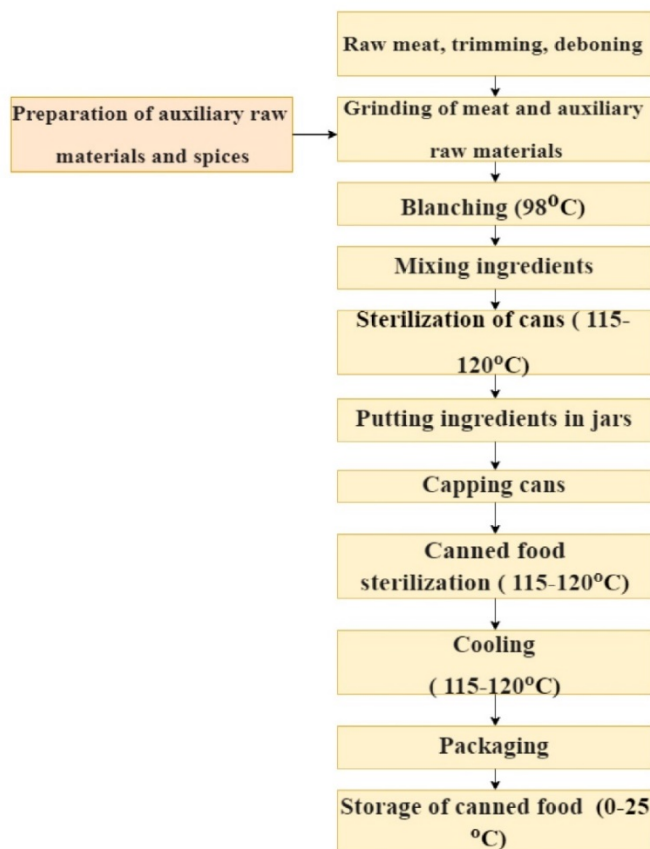 Raw meat, trimming, deboning
Preparation of auxiliary raw
materials and spices
Grinding of meat and auxiliary
raw materials
Blanching (98⁰C)
Mixing ingredients
Sterilization of cans ( 115-
120⁰C)
Putting ingredients in jars
Capping cans
Canned food
sterilization ( 115-120⁰C)
Cooling
( 115-120⁰C)
Packaging
Storage of canned food (0-25
⁰C)